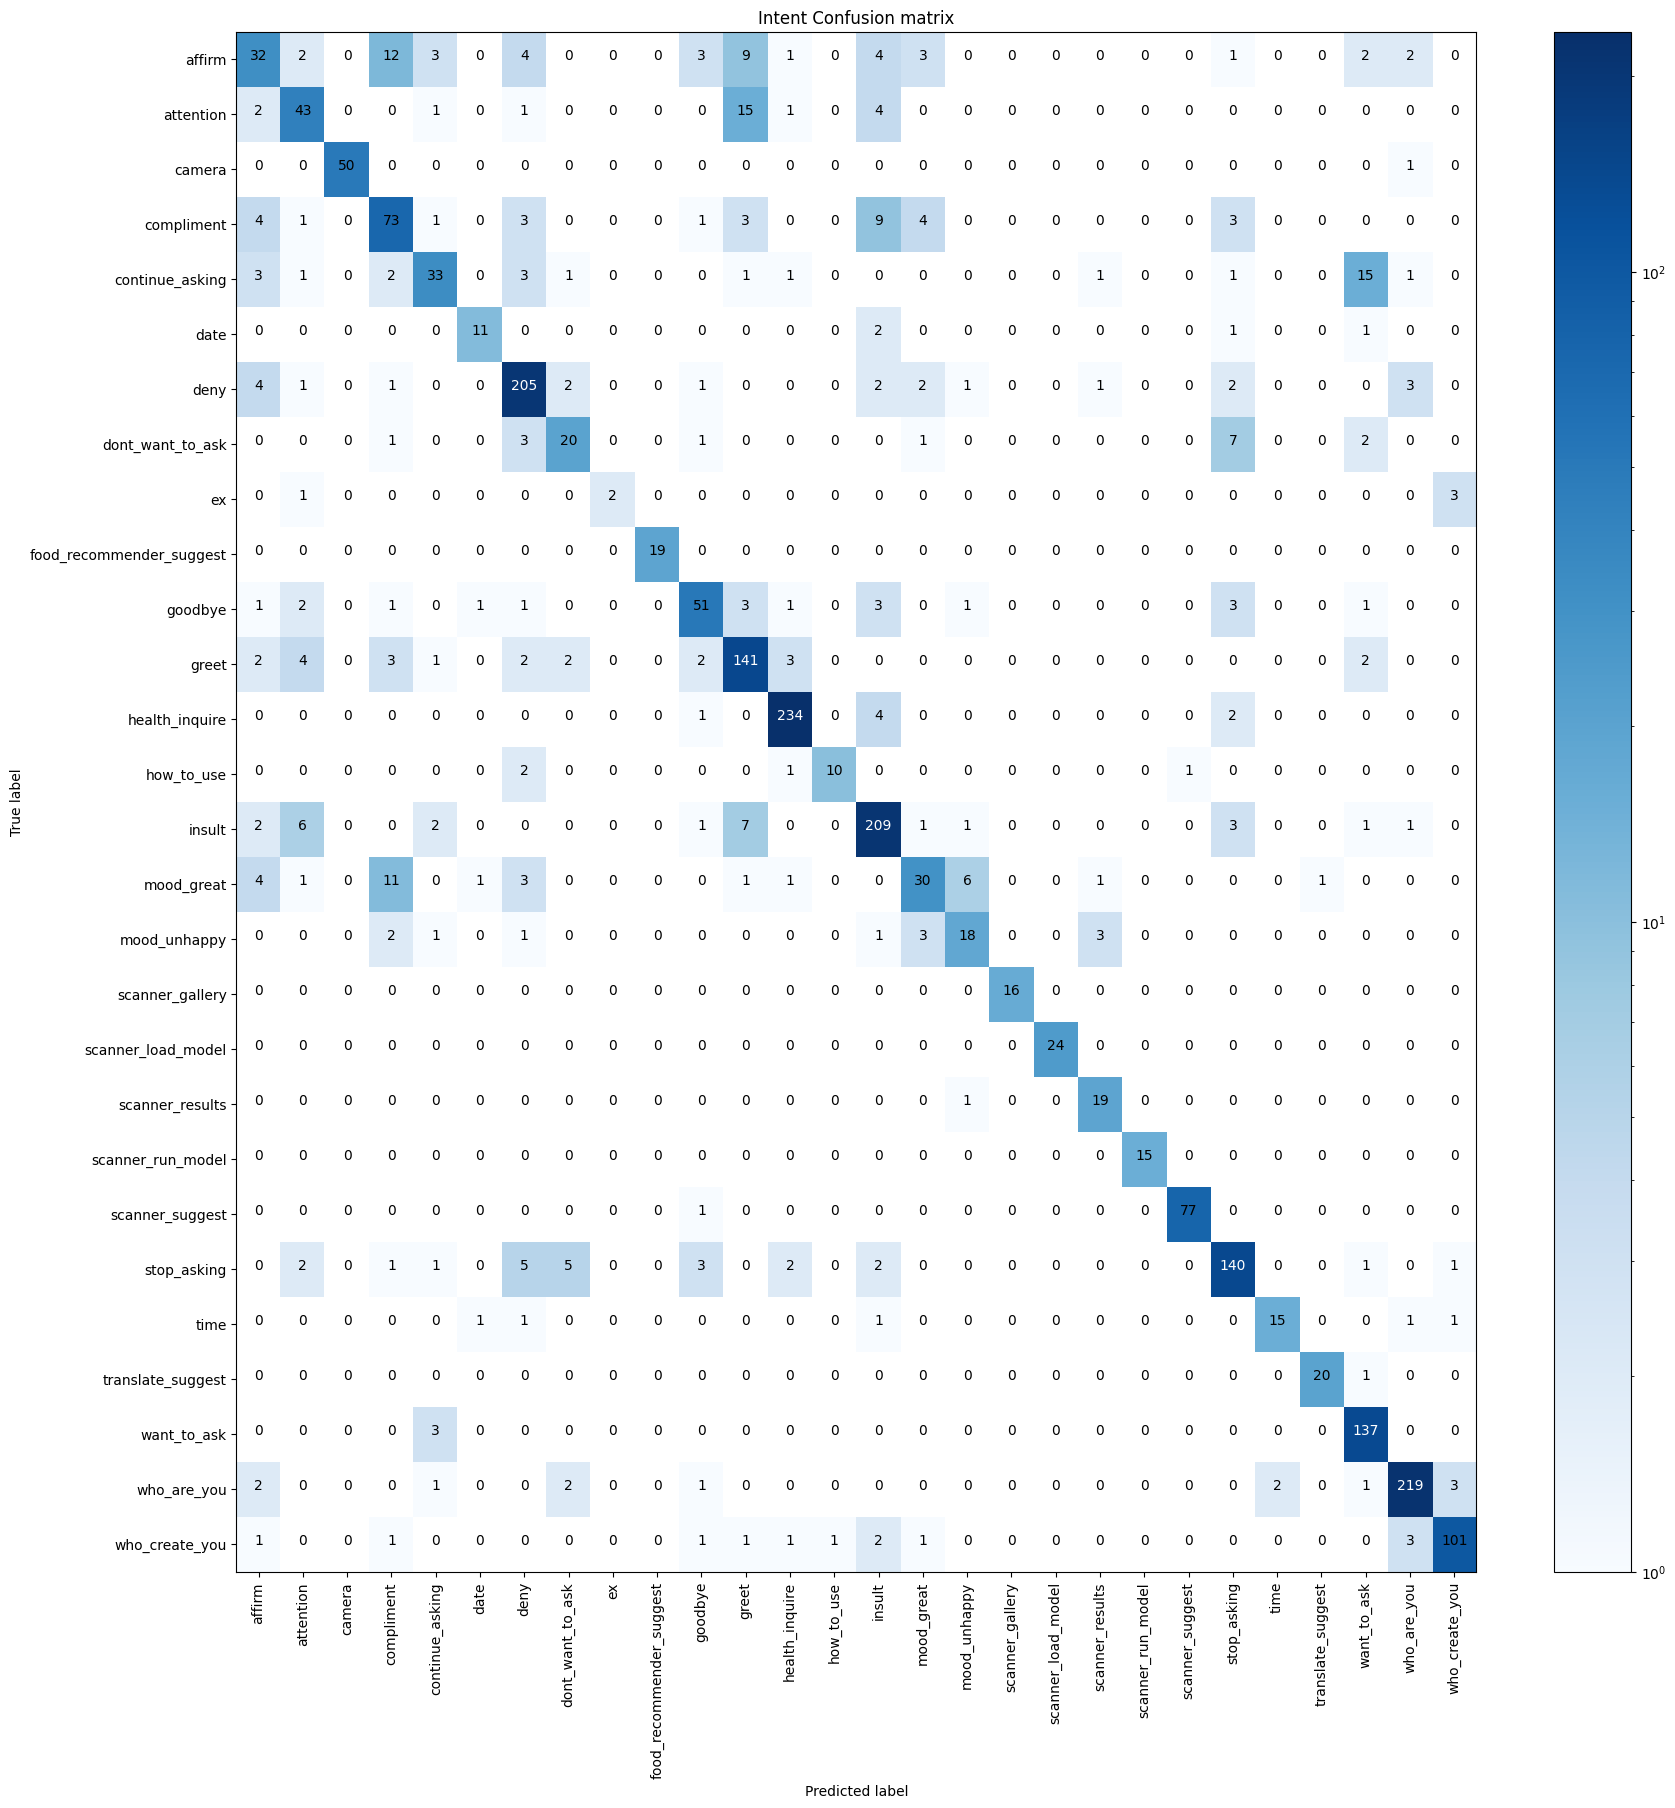 Intent Confusion matrix
affirm 32 2 0 12 3 0 4 0 0 0 3 9 1 0 4 3 0 0 0 0 0 0 1 0 0 2 2 0
attention 2 43 0 0 1 0 1 0 0 0 0 15 1 0 4 0 0 0 0 0 0 0 0 0 0 0 0 0
camera 0 0 50 0 0 0 0 0 0 0 0 0 0 0 0 0 0 0 0 0 0 0 0 0 0 0 1 0
compliment 4 1 0 73 1 0 3 0 0 0 1 3 0 0 9 4 0 0 0 0 0 0 3 0 0 0 0 0
continue_asking 3 1 0 2 33 0 3 1 0 0 0 1 1 0 0 0 0 0 0 1 0 0 1 0 0 15 1 0
date 0 0 0 0 0 11 0 0 0 0 0 0 0 0 2 0 0 0 0 0 0 0 1 0 0 1 0 0
deny 4 1 0 1 0 0 205 2 0 0 1 0 0 0 2 2 1 0 0 1 0 0 2 0 0 0 3 0
dont_want_to_ask 0 0 0 1 0 0 3 20 0 0 1 0 0 0 0 1 0 0 0 0 0 0 7 0 0 2 0 0
ex 0 1 0 0 0 0 0 0 2 0 0 0 0 0 0 0 0 0 0 0 0 0 0 0 0 0 0 3
food_recommender_suggest 0 0 0 0 0 0 0 0 0 19 0 0 0 0 0 0 0 0 0 0 0 0 0 0 0 0 0 0
goodbye 1 2 0 1 0 1 1 0 0 0 51 3 1 0 3 0 1 0 0 0 0 0 3 0 0 1 0 0
greet 2 4 0 3 1 0 2 2 0 0 2 141 3 0 0 0 0 0 0 0 0 0 0 0 0 2 0 0
health_inquire 0 0 0 0 0 0 0 0 0 0 1 0 234 0 4 0 0 0 0 0 0 0 2 0 0 0 0 0
how_to_use 0 0 0 0 0 0 2 0 0 0 0 0 1 10 0 0 0 0 0 0 0 1 0 0 0 0 0 0
insult 2 6 0 0 2 0 0 0 0 0 1 7 0 0 209 1 1 0 0 0 0 0 3 0 0 1 1 0
mood_great 4 1 0 11 0 1 3 0 0 0 0 1 1 0 0 30 6 0 0 1 0 0 0 0 1 0 0 0
mood_unhappy 0 0 0 2 1 0 1 0 0 0 0 0 0 0 1 3 18 0 0 3 0 0 0 0 0 0 0 0
scanner_gallery 0 0 0 0 0 0 0 0 0 0 0 0 0 0 0 0 0 16 0 0 0 0 0 0 0 0 0 0
scanner_load_model 0 0 0 0 0 0 0 0 0 0 0 0 0 0 0 0 0 0 24 0 0 0 0 0 0 0 0 0
scanner_results 0 0 0 0 0 0 0 0 0 0 0 0 0 0 0 0 1 0 0 19 0 0 0 0 0 0 0 0
scanner_run_model 0 0 0 0 0 0 0 0 0 0 0 0 0 0 0 0 0 0 0 0 15 0 0 0 0 0 0 0
scanner_suggest 0 0 0 0 0 0 0 0 0 0 1 0 0 0 0 0 0 0 0 0 0 77 0 0 0 0 0 0
stop_asking 0 2 0 1 1 0 5 5 0 0 3 0 2 0 2 0 0 0 0 0 0 0 140 0 0 1 0 1
time 0 0 0 0 0 1 1 0 0 0 0 0 0 0 1 0 0 0 0 0 0 0 0 15 0 0 1 1
translate_suggest 0 0 0 0 0 0 0 0 0 0 0 0 0 0 0 0 0 0 0 0 0 0 0 0 20 1 0 0
want_to_ask 0 0 0 0 3 0 0 0 0 0 0 0 0 0 0 0 0 0 0 0 0 0 0 0 0 137 0 0
who_are_you 2 0 0 0 1 0 0 2 0 0 1 0 0 0 0 0 0 0 0 0 0 0 0 2 0 1 219 3
who_create_you 1 0 0 1 0 0 0 0 0 0 1 1 1 1 2 1 0 0 0 0 0 0 0 0 0 0 3 101
True label
affirm
attention
camera
compliment
continue_asking
date
deny
dont_want_to_ask
ex
food_recommender_suggest
goodbye
greet
health_inquire
how_to_use
insult
mood_great
mood_unhappy
scanner_gallery
scanner_load_model
scanner_results
scanner_run_model
scanner_suggest
stop_asking
time
translate_suggest
want_to_ask
who_are_you
who_create_you
Predicted label
10²
10¹
10⁰